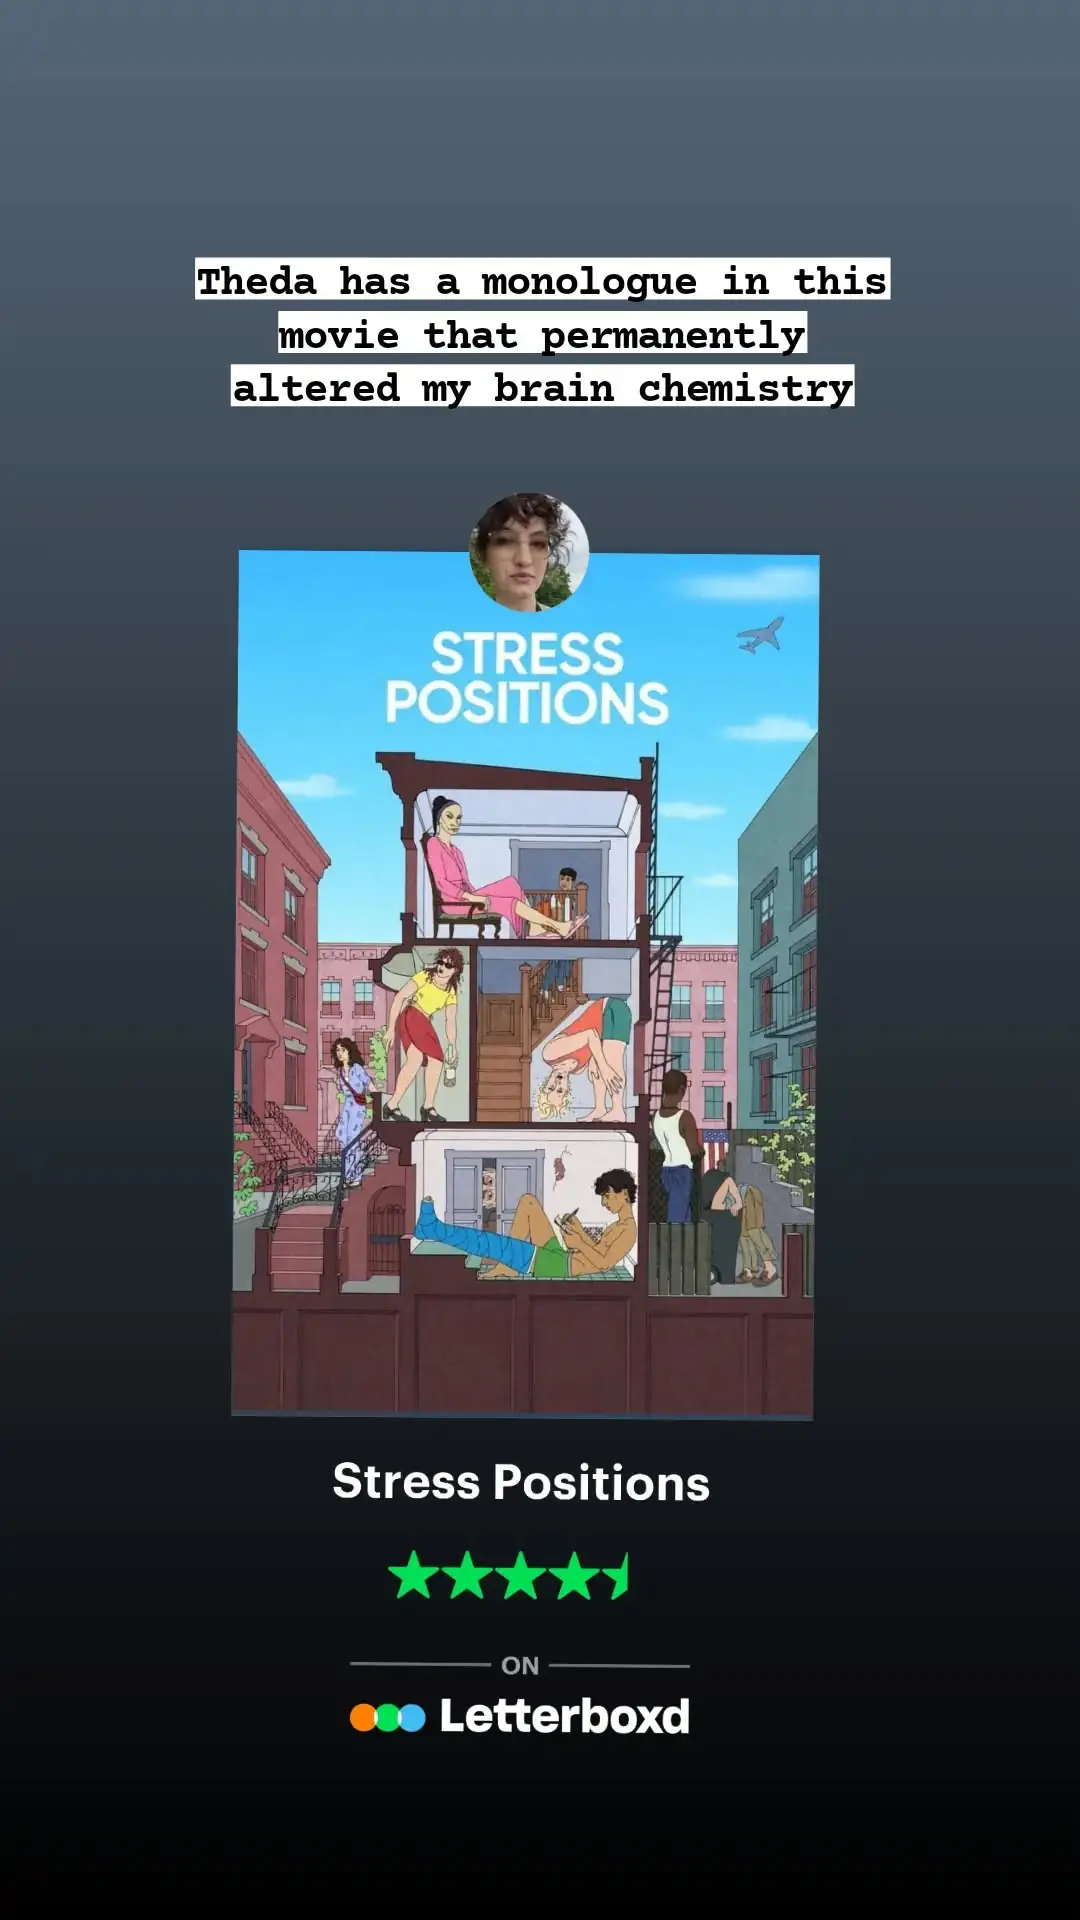 Theda has a monologue in this
movie that permanently
altered my brain chemistry
STRESS
POSITIONS
Stress Positions
ON
Letterboxd